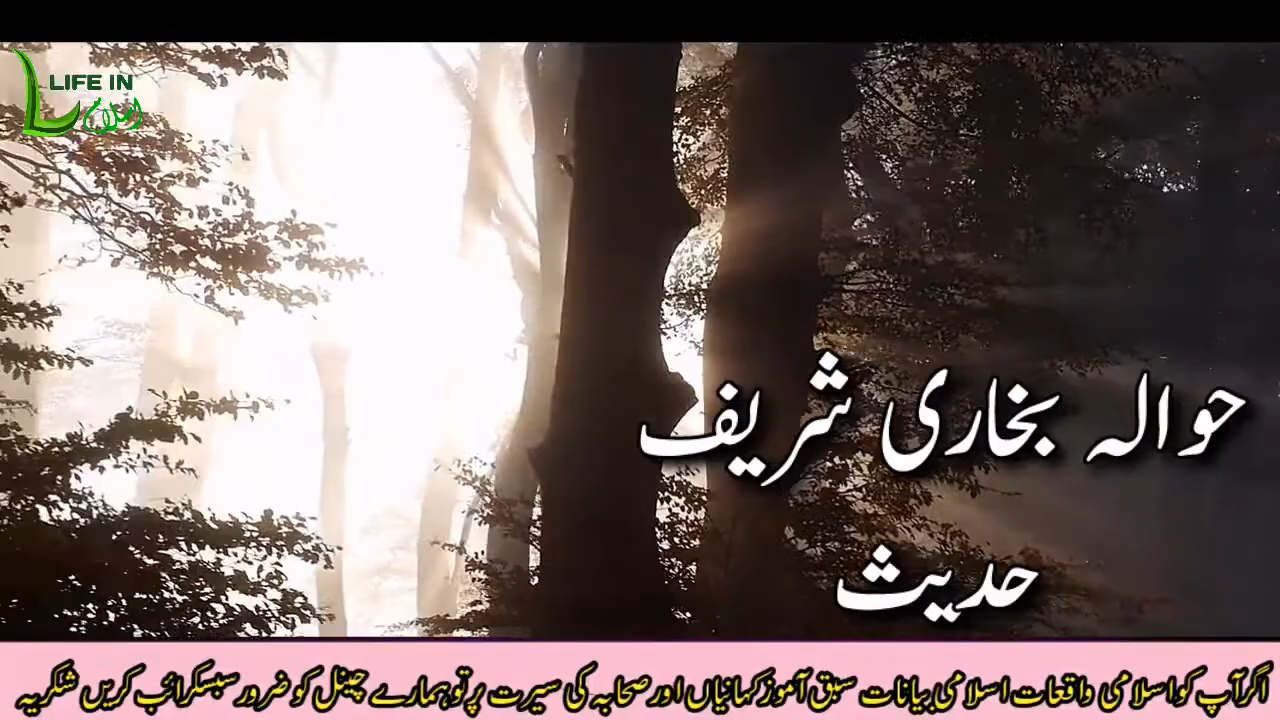 LIFE IN
اسلام
حوالہ بخاری شریف
حدیث
اگر آپ کو اسلامی واقعات اسلامی بیانات سبق آموز کہانیاں اور صحابہ کی سیرت پر تو ہمارے چینل کو ضرور سبسکرائب کریں شکریہ